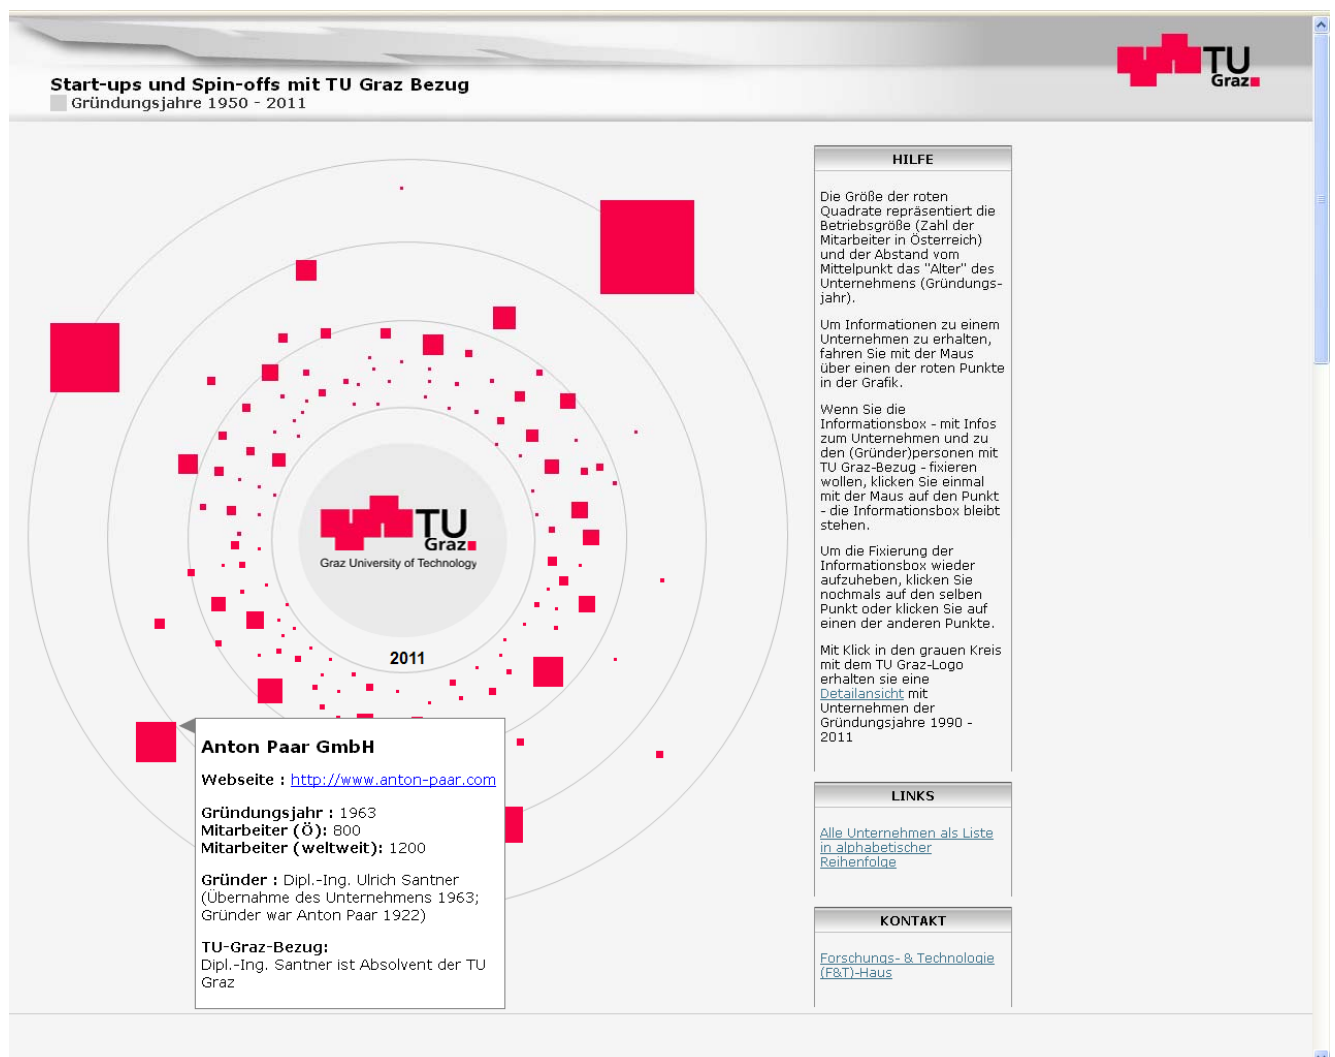 TU
Graz
Start-ups und Spin-offs mit TU Graz Bezug
Gründungsjahre 1950 - 2011
TU
Graz
Graz University of Technology
2011
Anton Paar GmbH
Webseite : http://www.anton-paar.com
Gründungsjahr : 1963
Mitarbeiter (Ö): 800
Mitarbeiter (weltweit): 1200
Gründer : Dipl.-Ing. Ulrich Santner
(Übernahme des Unternehmens 1963;
Gründer war Anton Paar 1922)
TU-Graz-Bezug:
Dipl.-Ing. Santner ist Absolvent der TU
Graz
HILFE
Die Größe der roten
Quadrate repräsentiert die
Betriebsgröße (Zahl der
Mitarbeiter in Österreich)
und der Abstand vom
Mittelpunkt das "Alter" des
Unternehmens (Gründungs-
jahr).
Um Informationen zu einem
Unternehmen zu erhalten,
fahren Sie mit der Maus
über einen der roten Punkte
in der Grafik.
Wenn Sie die
Informationsbox - mit Infos
zum Unternehmen und zu
den (Gründer)personen mit
TU Graz-Bezug - fixieren
wollen, klicken Sie einmal
mit der Maus auf den Punkt
- die Informationsbox bleibt
stehen.
Um die Fixierung der
Informationsbox wieder
aufzuheben, klicken Sie
nochmals auf den selben
Punkt oder klicken Sie auf
einen der anderen Punkte.
Mit Klick in den grauen Kreis
mit dem TU Graz-Logo
erhalten sie eine
Detailansicht mit
Unternehmen der
Gründungsjahre 1990 -
2011
LINKS
Alle Unternehmen als Liste
in alphabetischer
Reihenfolge
KONTAKT
Forschungs- & Technologie
(F&T)-Haus